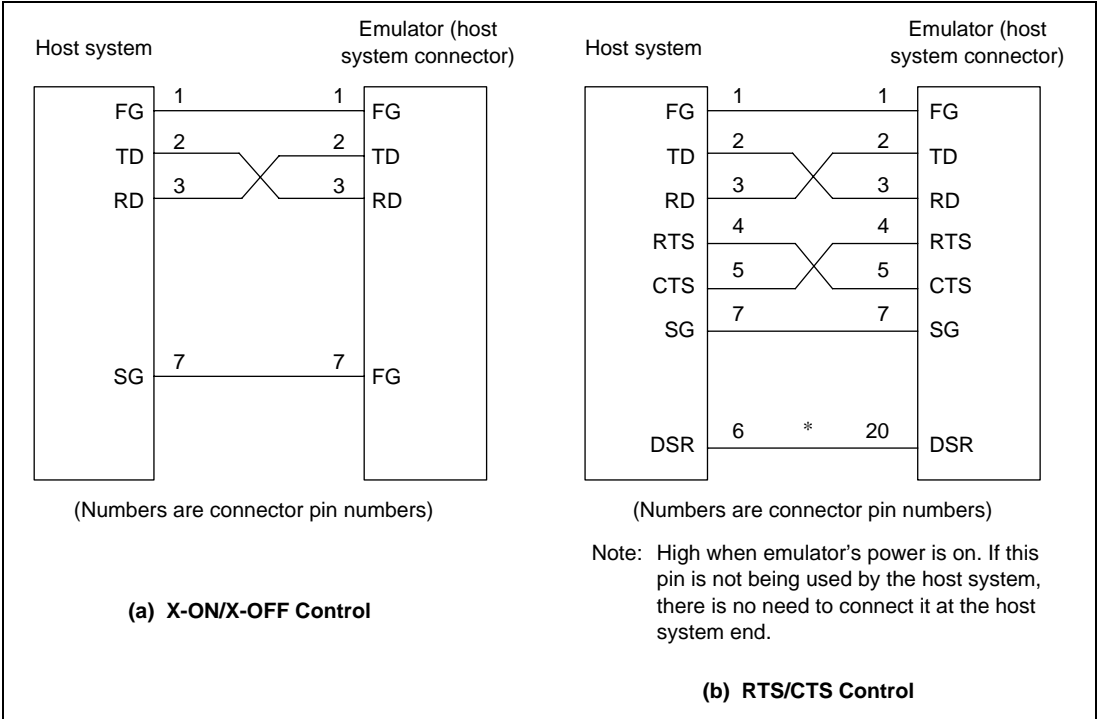 Host system
Emulator (host
system connector)
FG 1 1 FG
TD 2 2 TD
RD 3 3 RD
SG 7 7 FG
(Numbers are connector pin numbers)
(a) X-ON/X-OFF Control
Host system
Emulator (host
system connector)
FG 1 1 FG
TD 2 2 TD
RD 3 3 RD
RTS 4 4 RTS
CTS 5 5 CTS
SG 7 7 SG
DSR 6 * 20 DSR
(Numbers are connector pin numbers)
Note: High when emulator's power is on. If this
pin is not being used by the host system,
there is no need to connect it at the host
system end.
(b) RTS/CTS Control